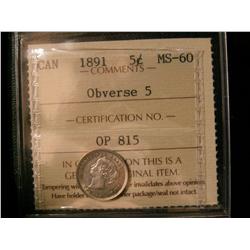 CAN 1891 5¢ MS-60
— COMMENTS —
Obverse 5
— CERTIFICATION NO. —
OP 815
IN ON THIS IS A
GE INAL ITEM.
Tampering w invalidates above opinion
Have holder package/seal not intact.